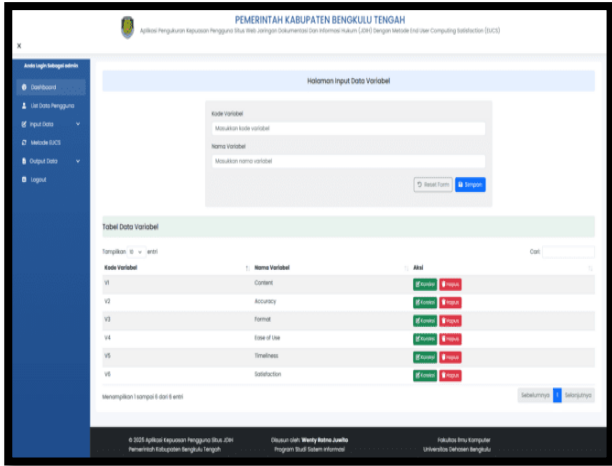 PEMERINTAH KABUPATEN BENGKULU TENGAH
Aplikasi Pengukuran Kepuasan Pengguna Situs Web Jaringan Dokumentasi Dan Informasi Hukum (JDIH) Dengan Metode End User Computing Satisfaction (EUCS)
X
Anda Login Sebagai admin
Dashboard
List Data Pengguna
Input Data
Metode EUCS
Output Data
Logout
Halaman Input Data Variabel
Kode Variabel
Masukkan kode variabel
Nama Variabel
Masukkan nama variabel
Reset Form Simpan
Tabel Data Variabel
Tampilkan 10 entri Cari:
Kode Variabel Nama Variabel Aksi
V1 Content Koreksi Hapus
V2 Accuracy Koreksi Hapus
V3 Format Koreksi Hapus
V4 Ease of Use Koreksi Hapus
V5 Timeliness Koreksi Hapus
V6 Satisfaction Koreksi Hapus
Menampilkan 1 sampai 6 dari 6 entri Sebelumnya 1 Selanjutnya
© 2025 Aplikasi Kepuasan Pengguna Situs JDIH
Pemerintah Kabupaten Bengkulu Tengah
Disusun oleh: Wenty Ratna Juwita
Program Studi Sistem Informasi
Fakultas Ilmu Komputer
Universitas Dehasen Bengkulu